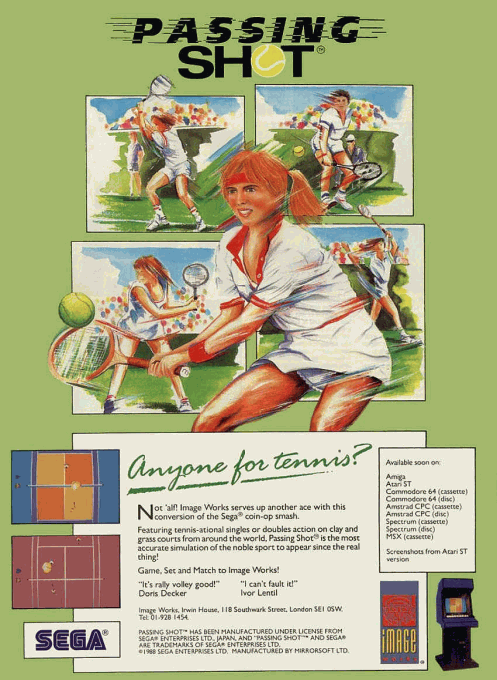 PASSING
SHOT™
Anyone for tennis?
Not 'alf! Image Works serves up another ace with this
conversion of the Sega® coin-op smash.
Featuring tennis-ational singles or doubles action on clay and
grass courts from around the world, Passing Shot® is the most
accurate simulation of the noble sport to appear since the real
thing!
Game, Set and Match to Image Works!
"It's rally volley good!"
Doris Decker
"I can't fault it!"
Ivor Lentil
Image Works, Irwin House, 118 Southwark Street, London SE1 0SW.
Tel: 01-928 1454.
PASSING SHOT™ HAS BEEN MANUFACTURED UNDER LICENSE FROM
SEGA® ENTERPRISES LTD., JAPAN, AND "PASSING SHOT"™ AND SEGA®
ARE TRADEMARKS OF SEGA® ENTERPRISES LTD.
©1988 SEGA ENTERPRISES LTD. MANUFACTURED BY MIRRORSOFT LTD.
Available soon on:
Amiga
Atari ST
Commodore 64 (cassette)
Commodore 64 (disc)
Amstrad CPC (cassette)
Amstrad CPC (disc)
Spectrum (cassette)
Spectrum (disc)
MSX (cassette)
Screenshots from Atari ST
version
SEGA®
IMAGE
WORKS